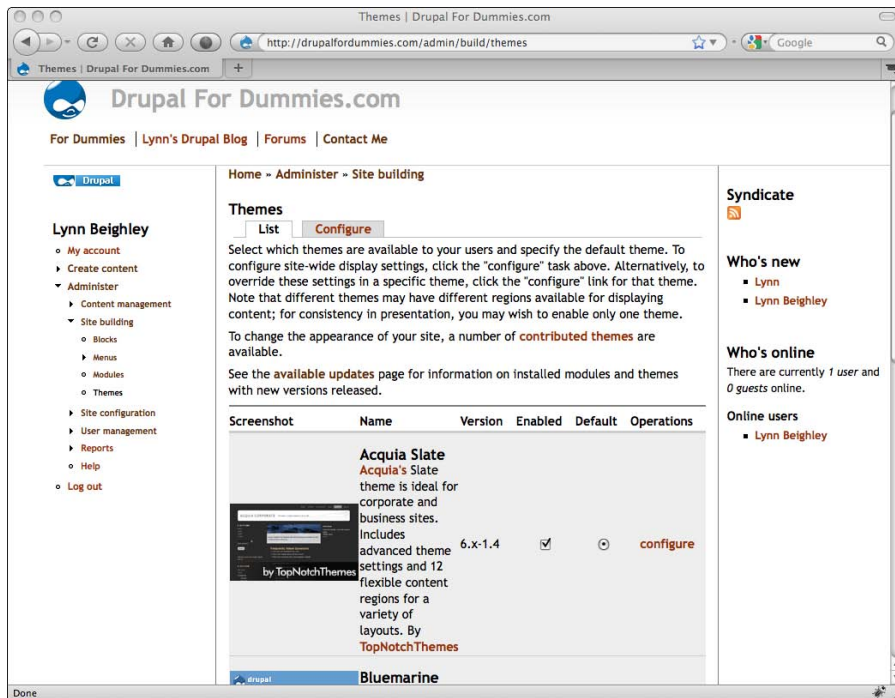 Themes | Drupal For Dummies.com
http://drupalfordummies.com/admin/build/themes
Google
Themes | Drupal For Dummies.com
Drupal For Dummies.com
For Dummies | Lynn's Drupal Blog | Forums | Contact Me
Drupal
Lynn Beighley
My account
Create content
Administer
Content management
Site building
Blocks
Menus
Modules
Themes
Site configuration
User management
Reports
Help
Log out
Home » Administer » Site building
Themes
List Configure
Select which themes are available to your users and specify the default theme. To
configure site-wide display settings, click the "configure" task above. Alternatively, to
override these settings in a specific theme, click the "configure" link for that theme.
Note that different themes may have different regions available for displaying
content; for consistency in presentation, you may wish to enable only one theme.
To change the appearance of your site, a number of contributed themes are
available.
See the available updates page for information on installed modules and themes
with new versions released.
Screenshot Name Version Enabled Default Operations
by TopNotchThemes
Acquia Slate
Acquia's Slate
theme is ideal for
corporate and
business sites.
Includes
advanced theme
settings and 12
flexible content
regions for a
variety of
layouts. By
TopNotchThemes
6.x-1.4
configure
drupal
Bluemarine
Syndicate
Who's new
Lynn
Lynn Beighley
Who's online
There are currently 1 user and
0 guests online.
Online users
Lynn Beighley
Done